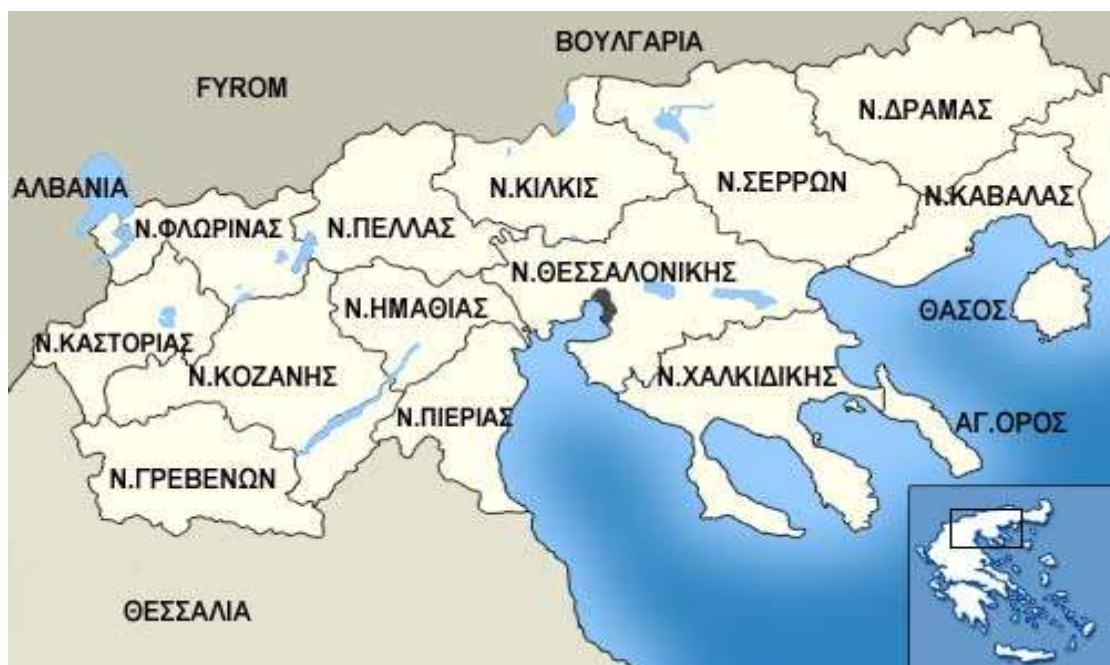 ΒΟΥΛΓΑΡΙΑ
FYROM
Ν.ΔΡΑΜΑΣ
ΑΛΒΑΝΙΑ
Ν.ΚΙΛΚΙΣ
Ν.ΣΕΡΡΩΝ
Ν.ΚΑΒΑΛΑΣ
Ν.ΦΛΩΡΙΝΑΣ
Ν.ΠΕΛΛΑΣ
Ν.ΘΕΣΣΑΛΟΝΙΚΗΣ
Ν.ΗΜΑΘΙΑΣ
ΘΑΣΟΣ
Ν.ΚΑΣΤΟΡΙΑΣ
Ν.ΚΟΖΑΝΗΣ
Ν.ΧΑΛΚΙΔΙΚΗΣ
Ν.ΠΙΕΡΙΑΣ
ΑΓ.ΟΡΟΣ
Ν.ΓΡΕΒΕΝΩΝ
ΘΕΣΣΑΛΙΑ